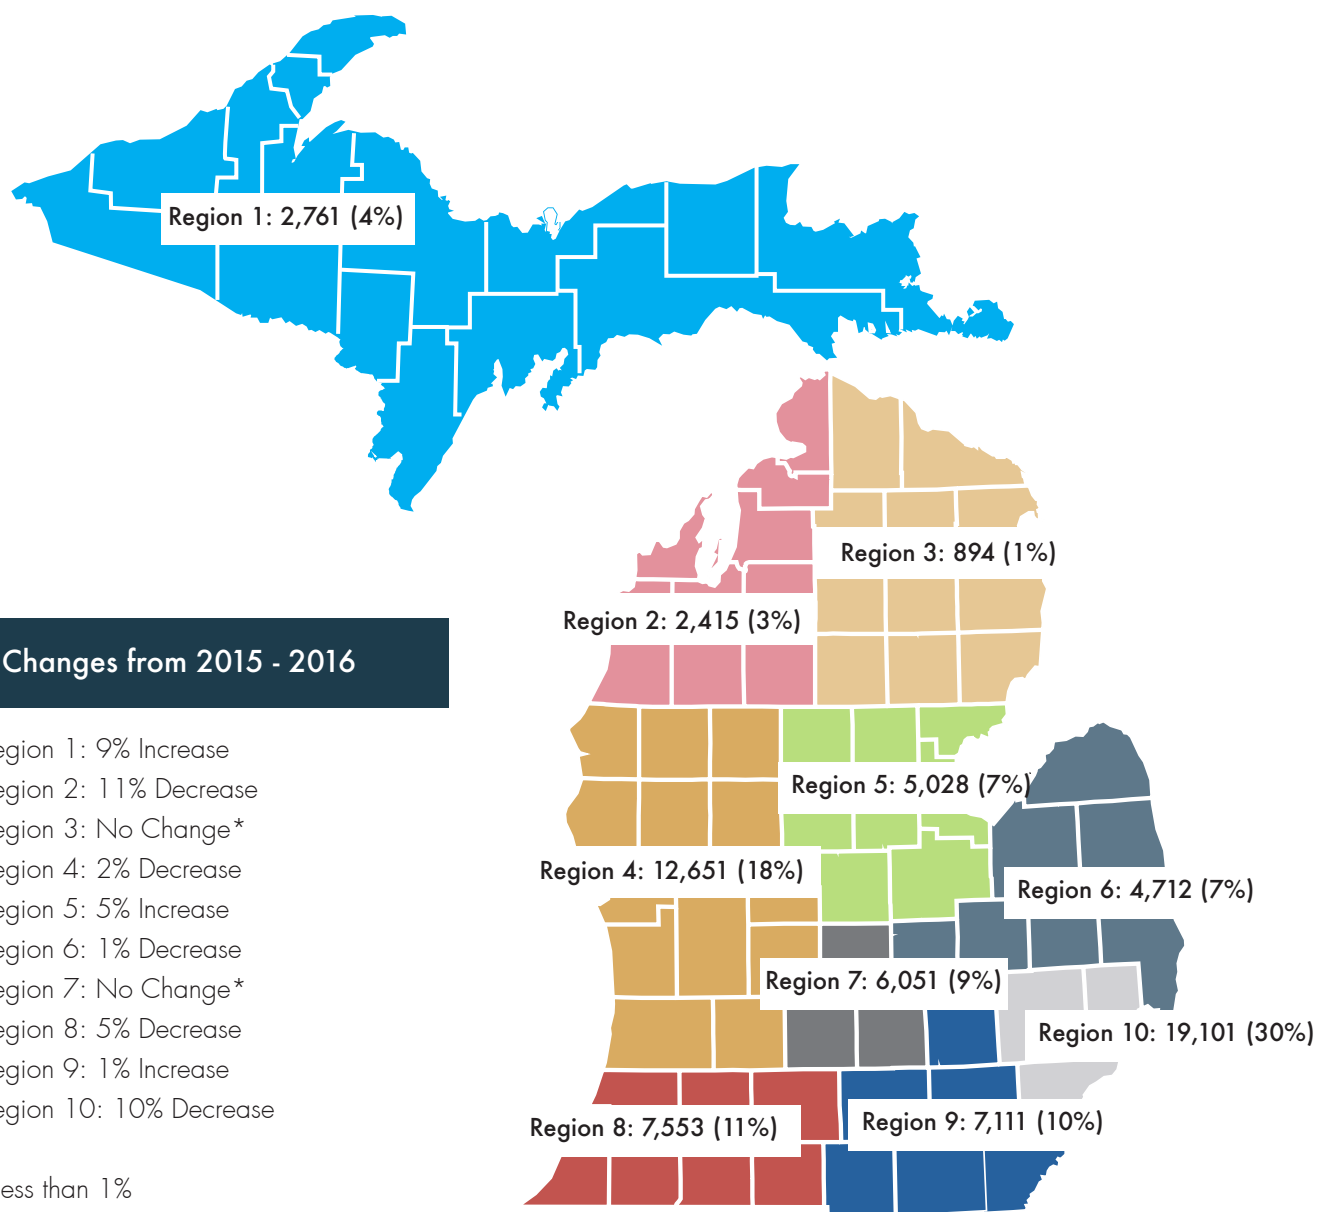 Region 1: 2,761 (4%)
Region 3: 894 (1%)
Region 2: 2,415 (3%)
Changes from 2015 - 2016
egion 1: 9% Increase
egion 2: 11% Decrease
egion 3: No Change*
egion 4: 2% Decrease
egion 5: 5% Increase
egion 6: 1% Decrease
egion 7: No Change*
egion 8: 5% Decrease
egion 9: 1% Increase
egion 10: 10% Decrease
ess than 1%
Region 5: 5,028 (7%)
Region 4: 12,651 (18%)
Region 6: 4,712 (7%)
Region 7: 6,051 (9%)
Region 10: 19,101 (30%)
Region 8: 7,553 (11%)
Region 9: 7,111 (10%)